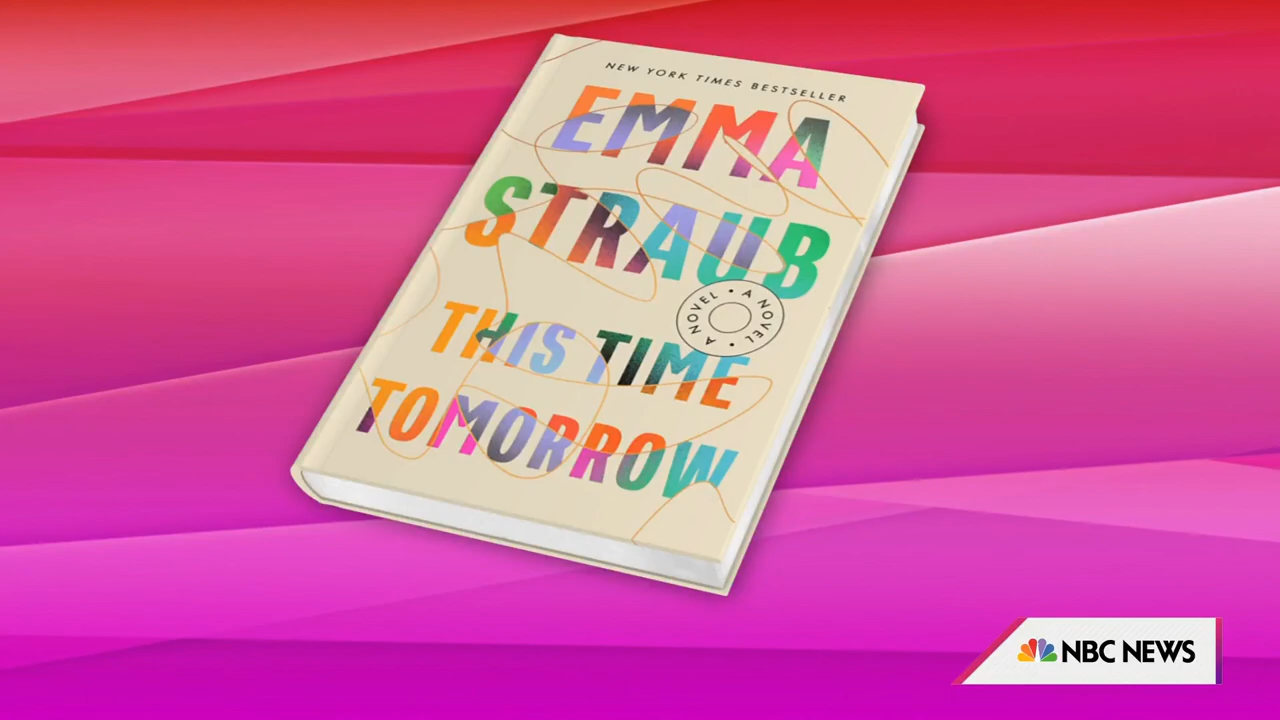 NEW YORK TIMES BESTSELLER
EMMA
STRAUB
A NOVEL • A NOVEL •
THIS TIME
TOMORROW
NBC NEWS